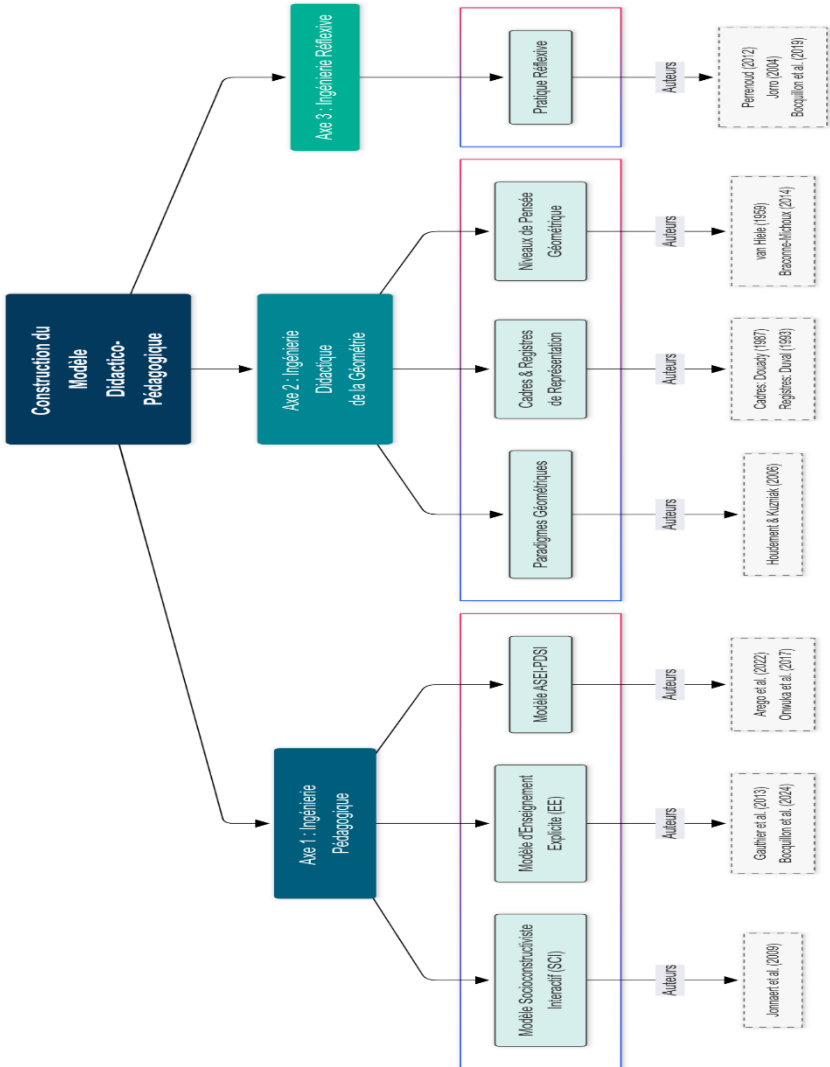 Construction du
Modèle
Didactico-
Pédagogique
Axe 1 : Ingénierie
Pédagogique
Axe 2 : Ingénierie
Didactique
de la Géométrie
Axe 3 : Ingénierie Réflexive
Modèle Socioconstructiviste
Interactif (SCI)
Modèle d'Enseignement
Explicite (EE)
Modèle ASEI-PDSI
Paradigmes Géométriques
Cadres & Registres
de Représentation
Niveaux de Pensée
Géométrique
Pratique Réflexive
Auteurs
Auteurs
Auteurs
Auteurs
Auteurs
Auteurs
Auteurs
Jonnaert et al. (2009)
Gauthier et al. (2013)
Bocquillon et al. (2024)
Arego et al. (2022)
Onwuka et al. (2017)
Houdement & Kuzniak (2006)
Cadres: Douady (1987)
Registres: Duval (1993)
van Hiele (1959)
Braconne-Michoux (2014)
Perrenoud (2012)
Jorro (2004)
Bocquillon et al. (2019)